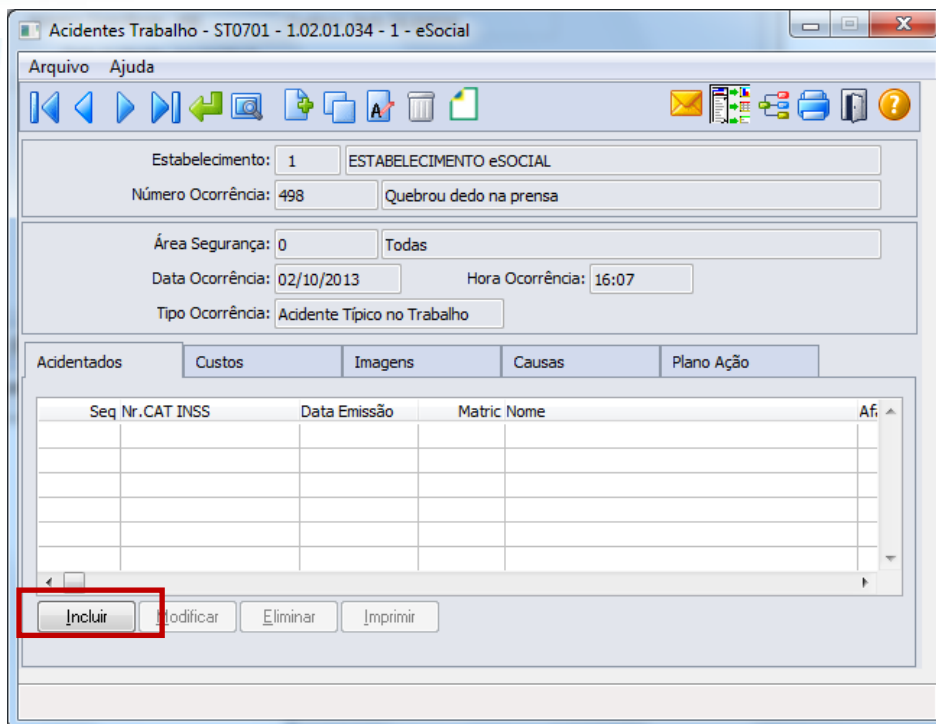 Acidentes Trabalho - ST0701 - 1.02.01.034 - 1 - eSocial
Arquivo Ajuda
Estabelecimento: 1 ESTABELECIMENTO eSOCIAL
Número Ocorrência: 498 Quebrou dedo na prensa
Área Segurança: 0 Todas
Data Ocorrência: 02/10/2013 Hora Ocorrência: 16:07
Tipo Ocorrência: Acidente Típico no Trabalho
Acidentados Custos Imagens Causas Plano Ação
Seq Nr.CAT INSS Data Emissão Matric Nome Afa
Incluir Modificar Eliminar Imprimir